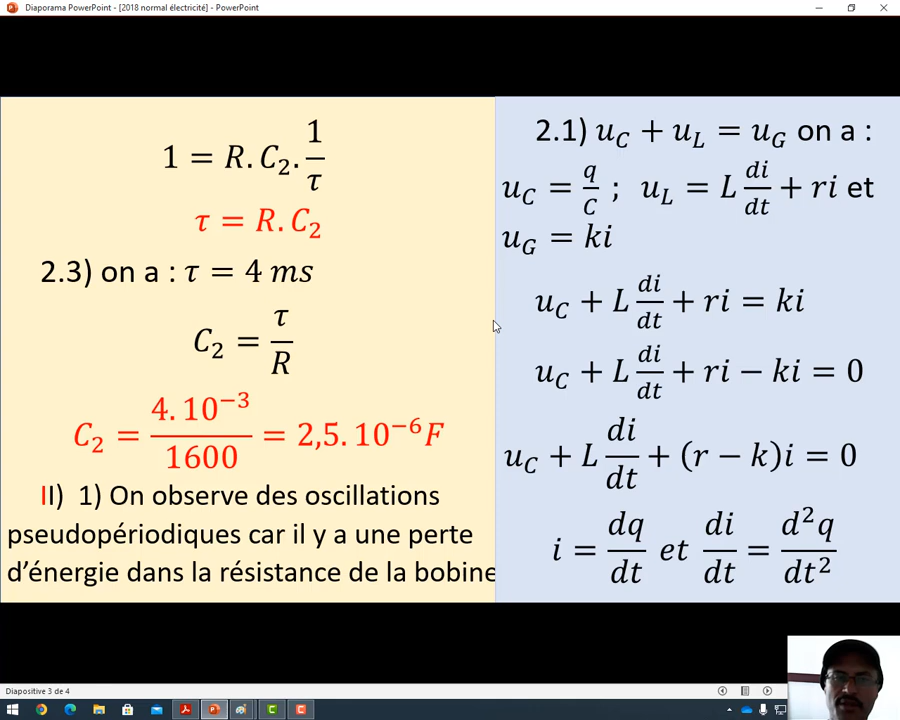 Diaporama PowerPoint - [2018 normal électricité] - PowerPoint
1 = R.C₂.1/τ
τ = R.C₂
2.3) on a : τ = 4 ms
C₂ = τ/R
C₂ = 4.10⁻³/1600 = 2,5.10⁻⁶F
II) 1) On observe des oscillations
pseudopériodiques car il y a une perte
d'énergie dans la résistance de la bobine
2.1) u_C + u_L = u_G on a :
u_C = q/C ; u_L = L di/dt + ri et
u_G = ki
u_C + L di/dt + ri = ki
u_C + L di/dt + ri − ki = 0
u_C + L di/dt + (r − k)i = 0
i = dq/dt et di/dt = d²q/dt²
Diapositive 3 de 4